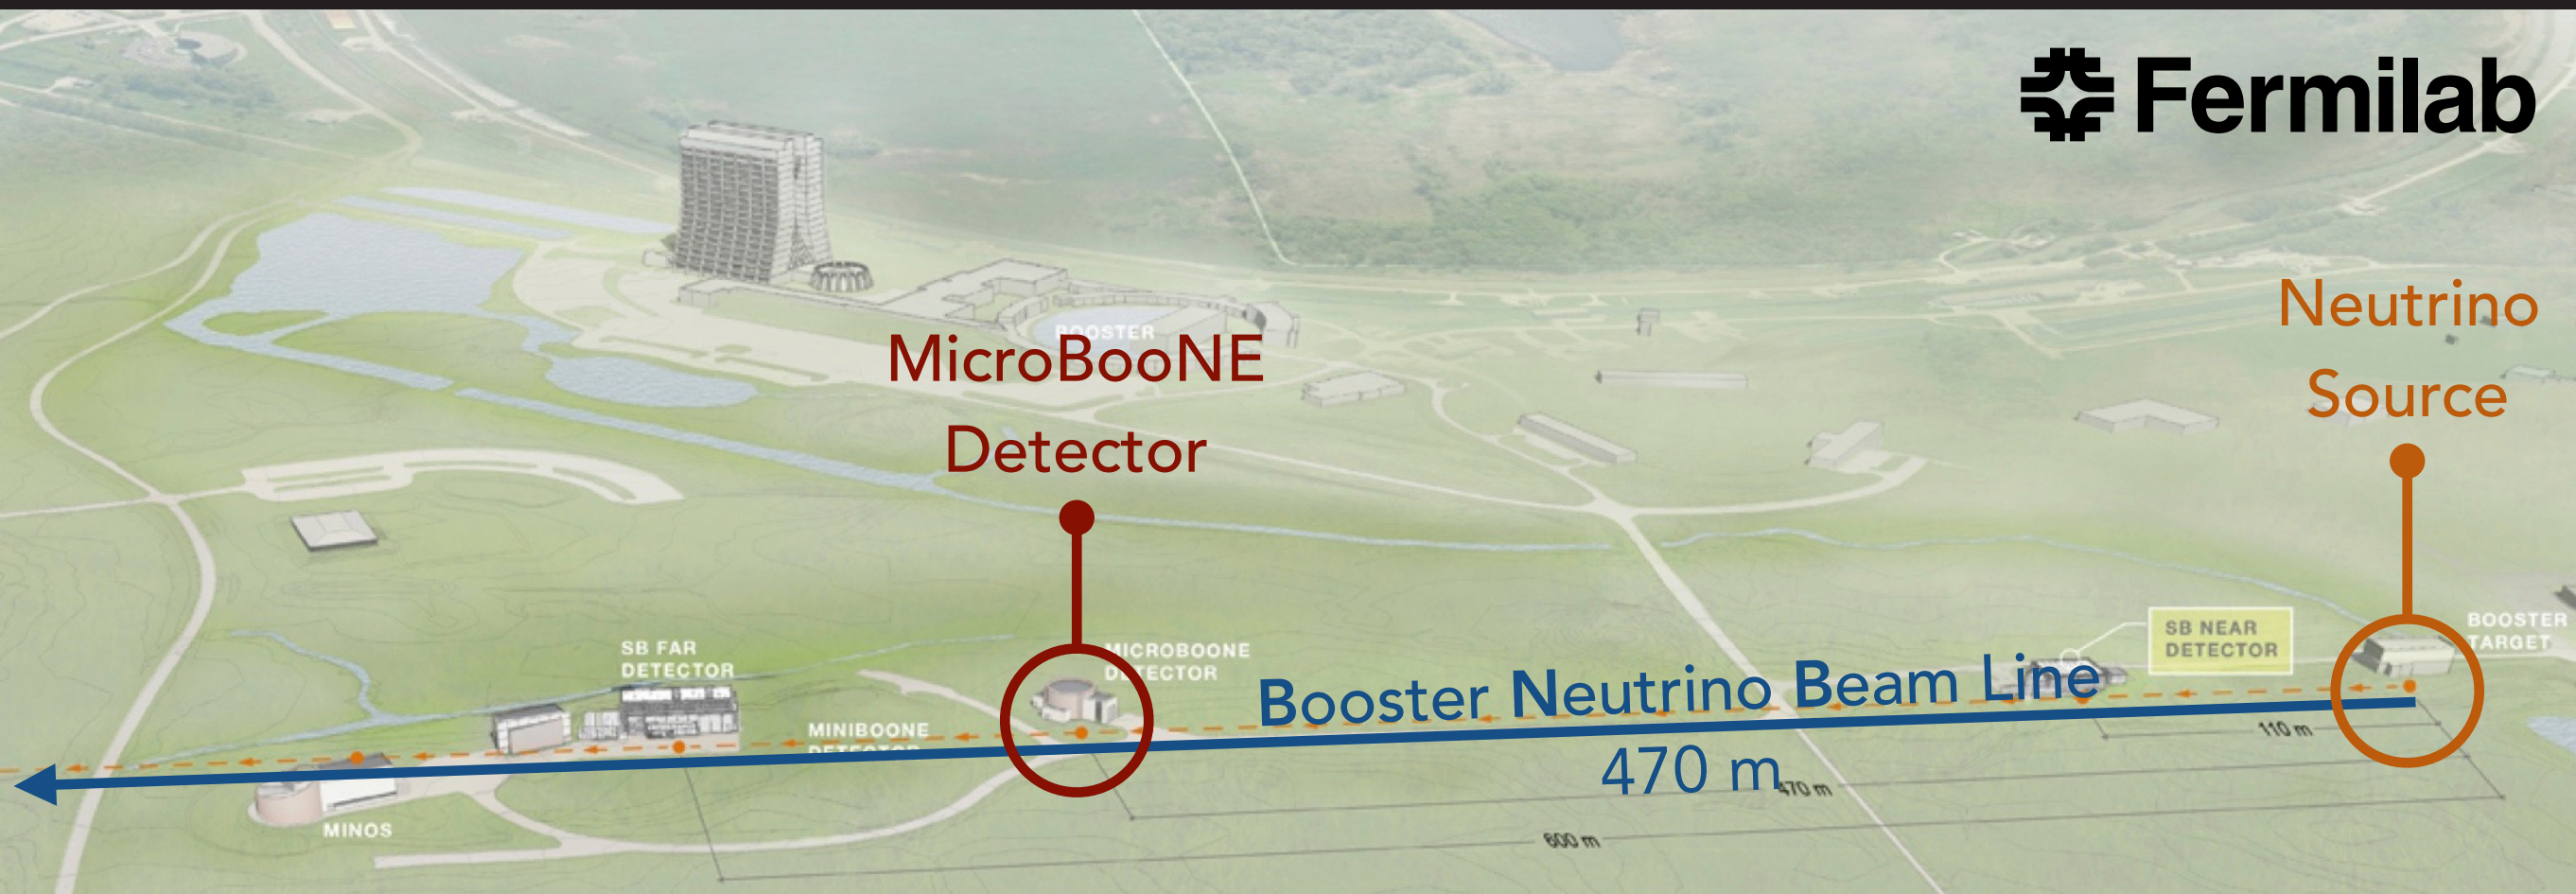 Fermilab
BOOSTER
MicroBooNE
Detector
Neutrino
Source
SB FAR
DETECTOR
MICROBOONE
DETECTOR
SB NEAR
DETECTOR
BOOSTER
TARGET
Booster Neutrino Beam Line
MINIBOONE
DETECTOR
110 m
470 m
470 m
MINOS
600 m